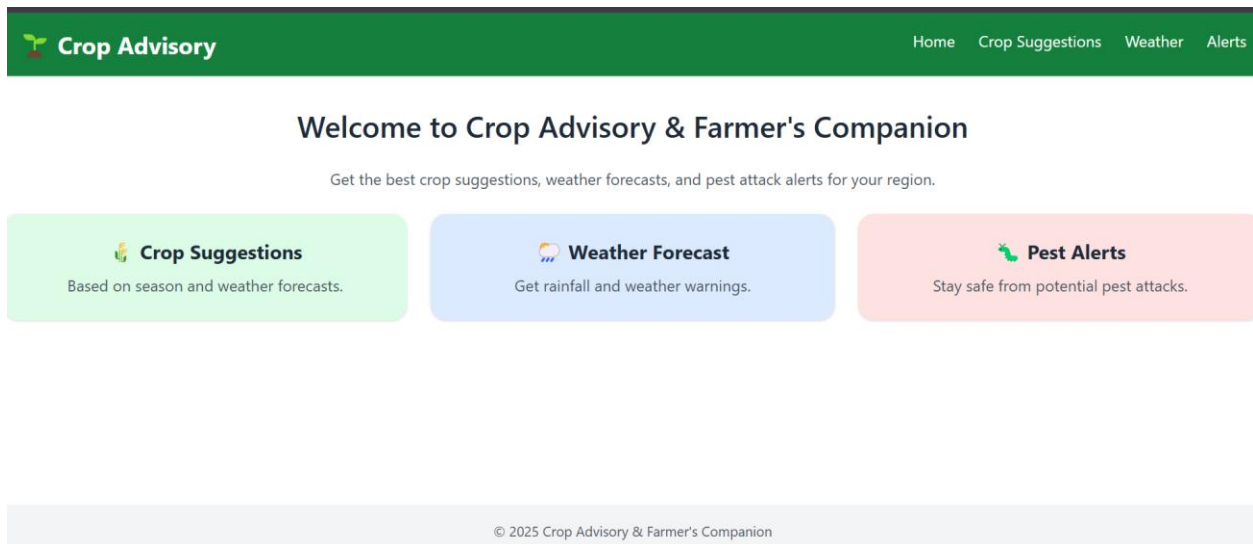 Crop Advisory
Home Crop Suggestions Weather Alerts
Welcome to Crop Advisory & Farmer's Companion
Get the best crop suggestions, weather forecasts, and pest attack alerts for your region.
Crop Suggestions
Based on season and weather forecasts.
Weather Forecast
Get rainfall and weather warnings.
Pest Alerts
Stay safe from potential pest attacks.
© 2025 Crop Advisory & Farmer's Companion